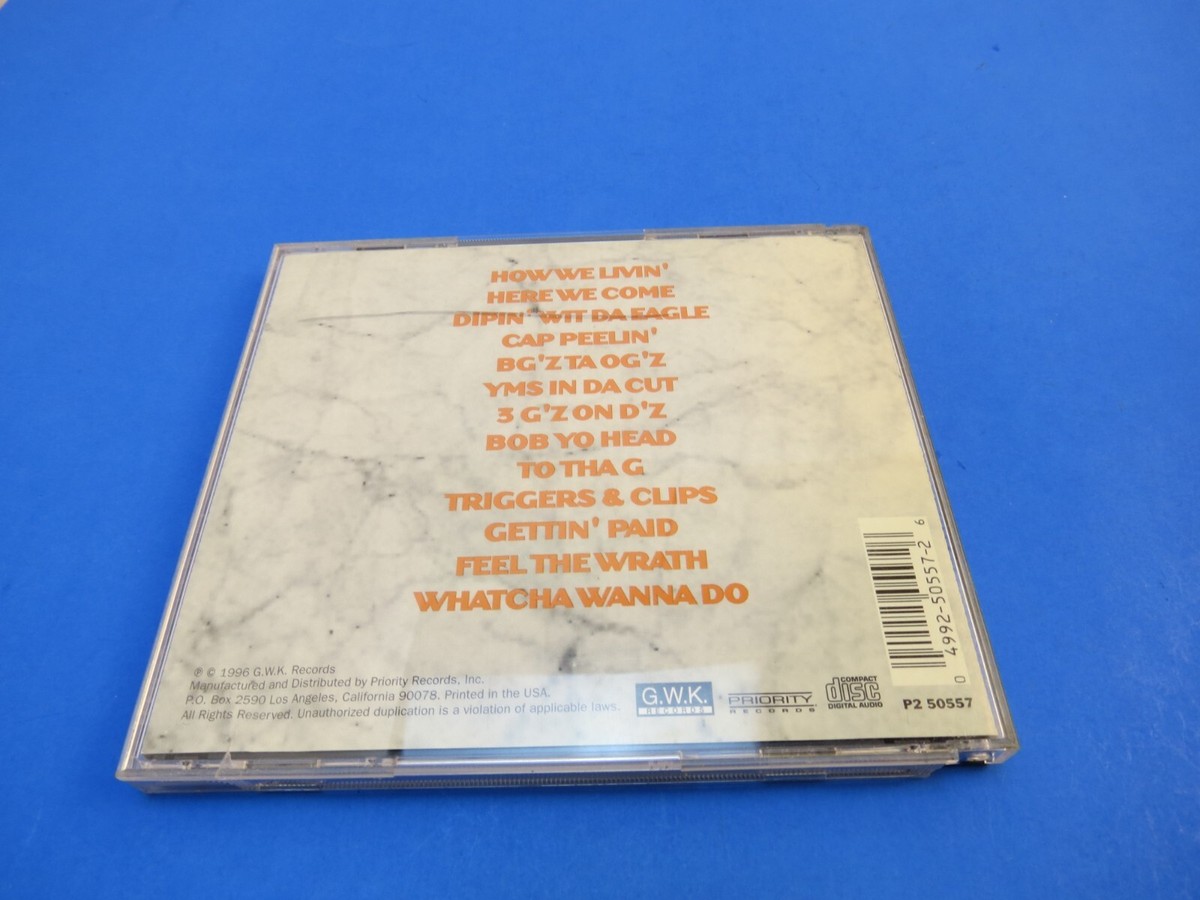 HOW WE LIVIN'
HERE WE COME
DIPIN' WIT DA EAGLE
CAP PEELIN'
BG'Z TA OG'Z
YMS IN DA CUT
3 G'Z ON D'Z
BOB YO HEAD
TO THA G
TRIGGERS & CLIPS
GETTIN' PAID
FEEL THE WRATH
WHATCHA WANNA DO
℗ © 1996 G.W.K. Records
Manufactured and Distributed by Priority Records, Inc.
P.O. Box 2590 Los Angeles, California 90078. Printed in the USA.
All Rights Reserved. Unauthorized duplication is a violation of applicable laws.
G.W.K.
RECORDS
PRIORITY
RECORDS
COMPACT
disc
DIGITAL AUDIO
P2 50557
0 4992-50557-2 6